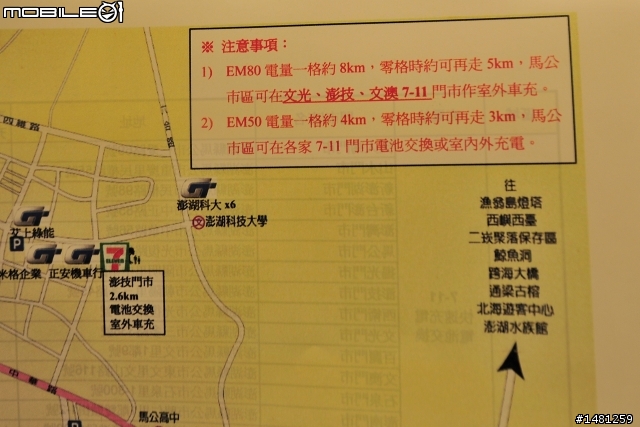 MOBILE01
※ 注意事項：
1) EM80 電量一格約 8km，零格時約可再走 5km，馬公
市區可在文光、澎技、文澳 7-11 門市作室外車充。
2) EM50 電量一格約 4km，零格時約可再走 3km，馬公
市區可在各家 7-11 門市電池交換或室內外充電。
往
漁翁島燈塔
西嶼西臺
二崁聚落保存區
鯨魚洞
跨海大橋
通梁古榕
北海遊客中心
澎湖水族館
澎湖科大 x6
文 澎湖科技大學
艾上綠能
P
米格企業
正安機車行
7
ELEVEN
澎技門市
2.6km
電池交換
室外車充
中華路
馬公高中
P
#1481259